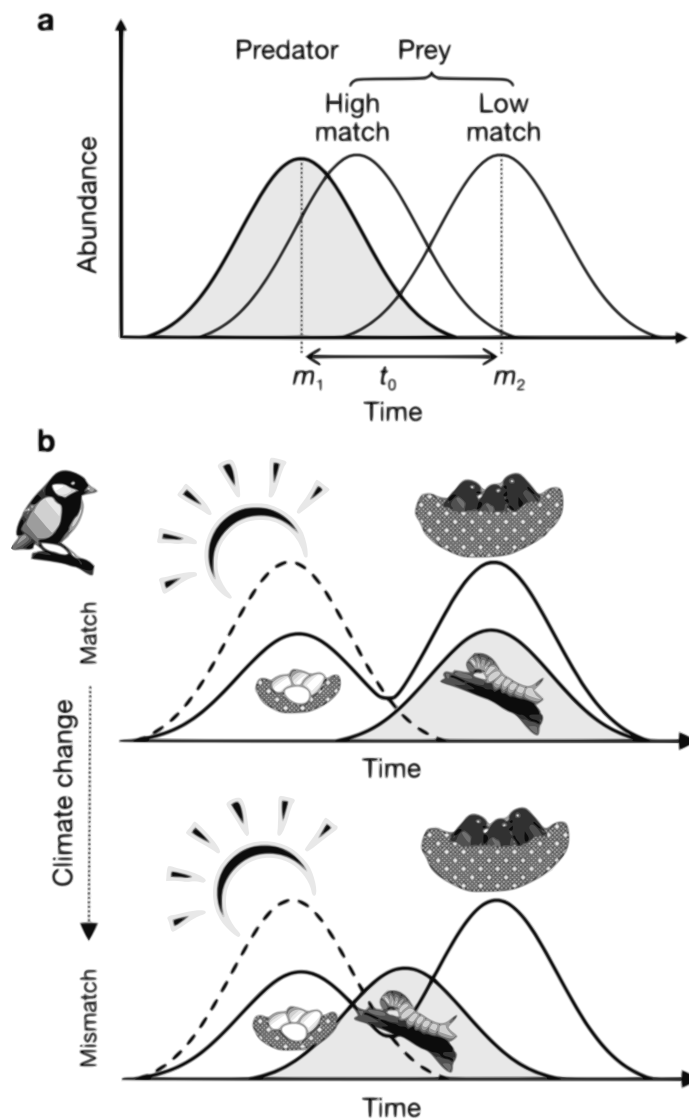 a
Predator
Prey
High
match
Low
match
Abundance
m1
t0
m2
Time
b
Match
Climate change
Mismatch
Time
Time